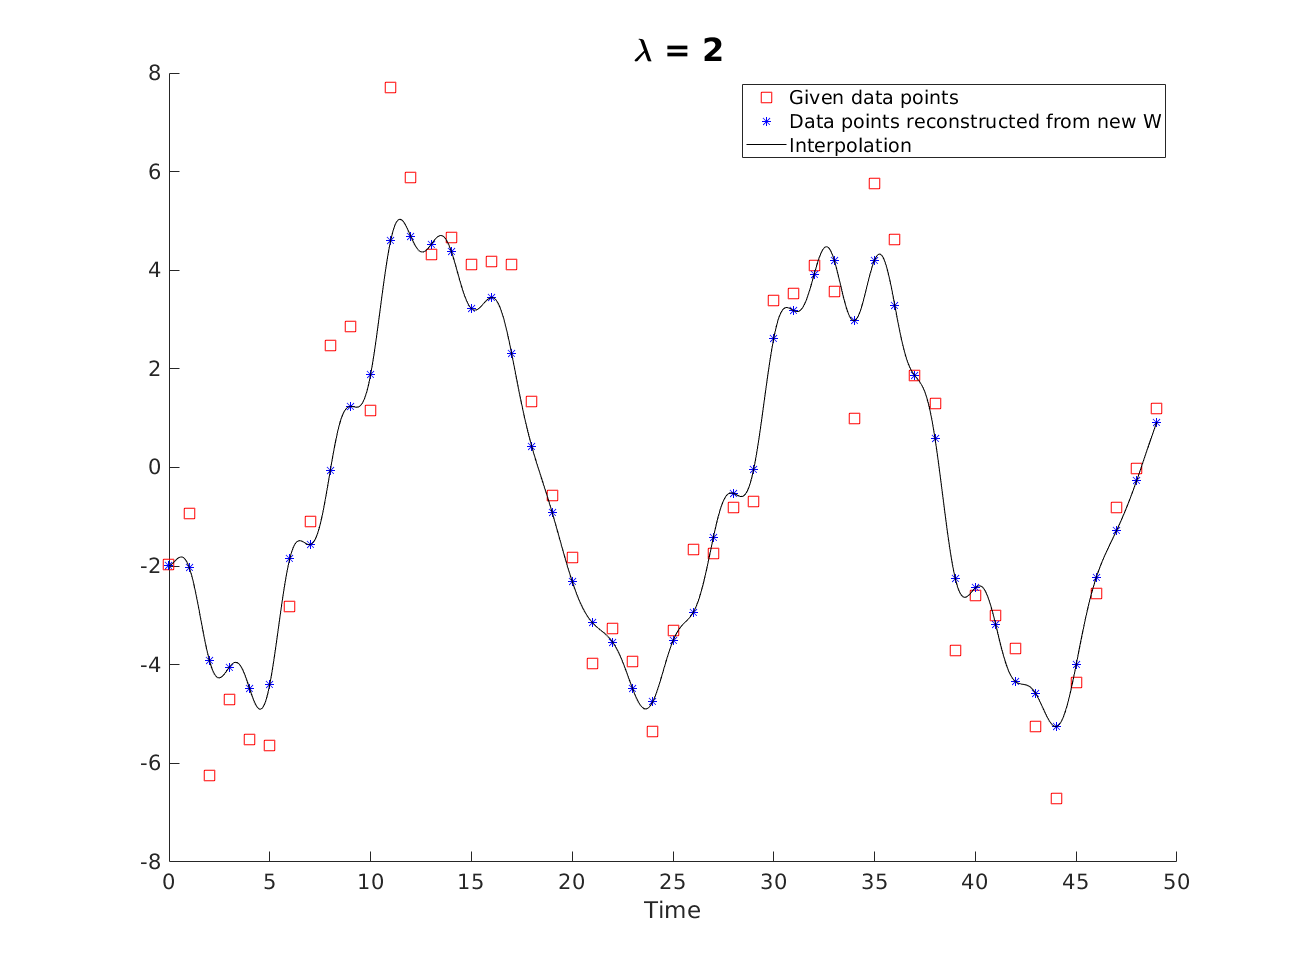 λ = 2
Given data points
Data points reconstructed from new W
Interpolation
8
6
4
2
0
-2
-4
-6
-8
0 5 10 15 20 25 30 35 40 45 50
Time